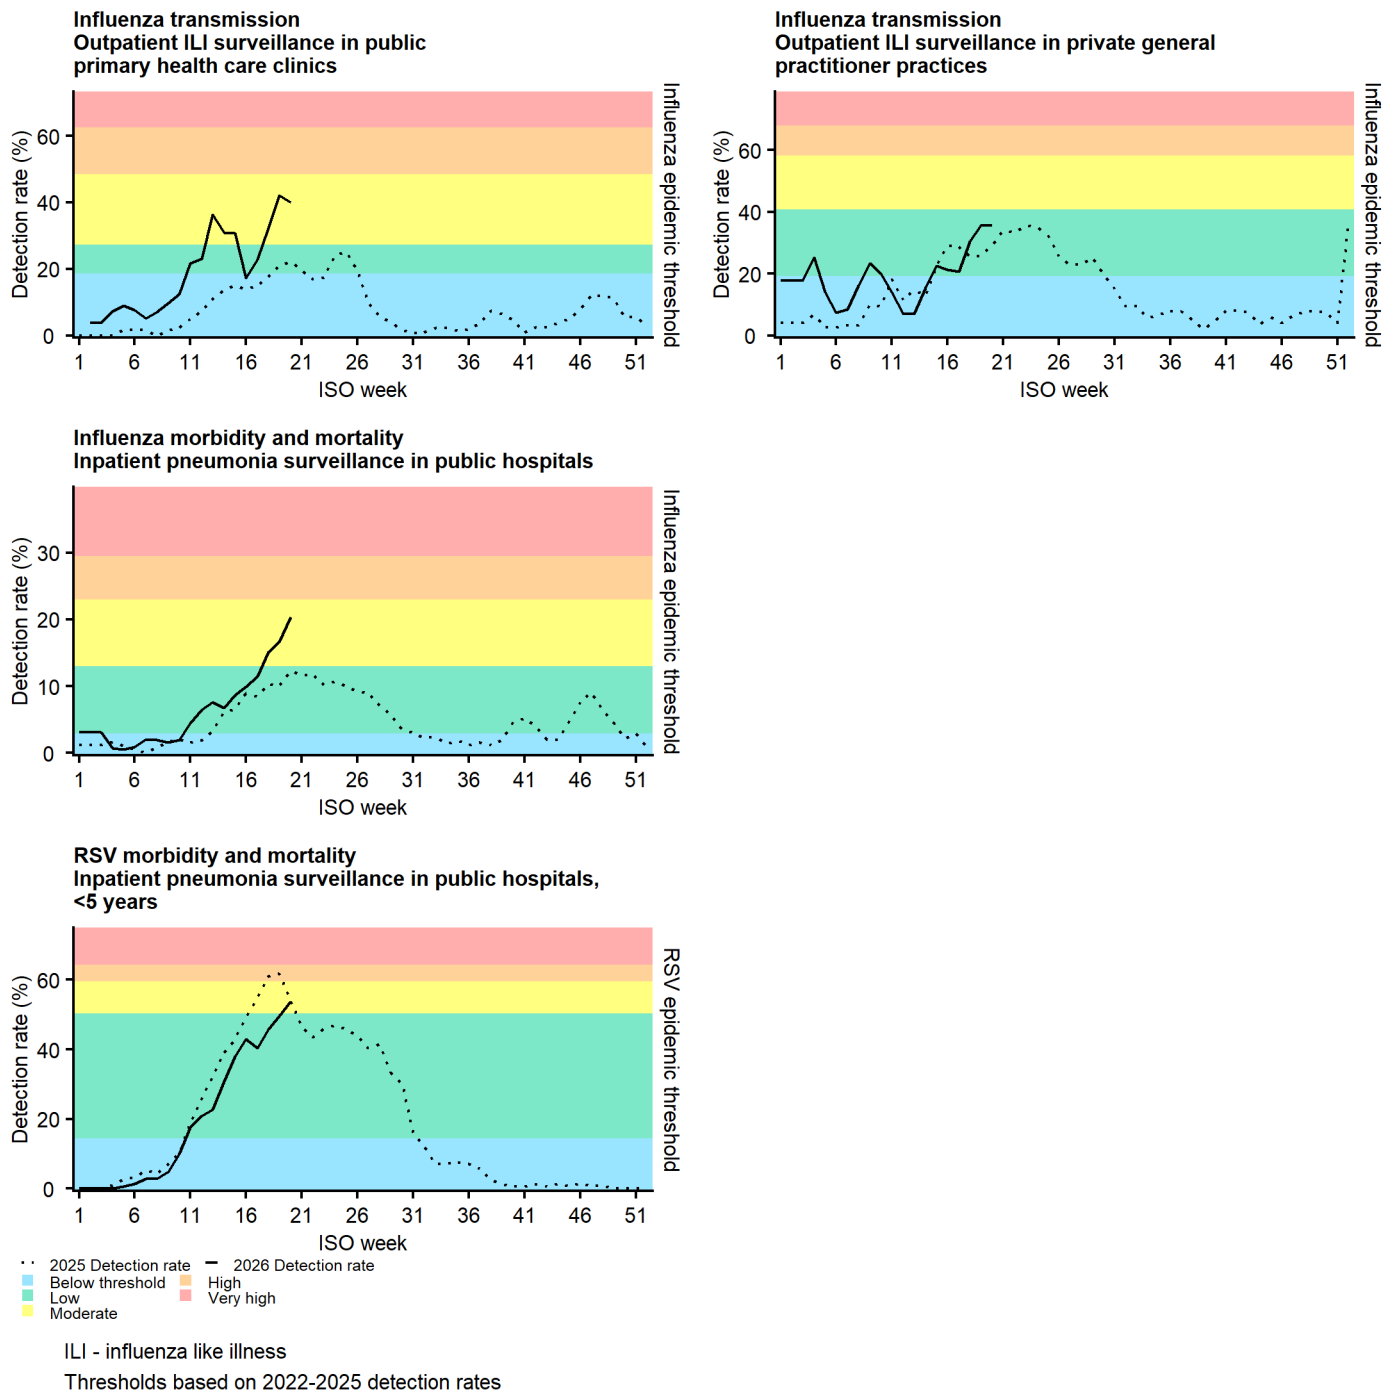 Influenza transmission
Outpatient ILI surveillance in public
primary health care clinics
Detection rate (%)
60
40
20
0
1 6 11 16 21 26 31 36 41 46 51
ISO week
Influenza epidemic threshold
Influenza transmission
Outpatient ILI surveillance in private general
practitioner practices
Detection rate (%)
60
40
20
0
1 6 11 16 21 26 31 36 41 46 51
ISO week
Influenza epidemic threshold
Influenza morbidity and mortality
Inpatient pneumonia surveillance in public hospitals
Detection rate (%)
30
20
10
0
1 6 11 16 21 26 31 36 41 46 51
ISO week
Influenza epidemic threshold
RSV morbidity and mortality
Inpatient pneumonia surveillance in public hospitals,
<5 years
Detection rate (%)
60
40
20
0
1 6 11 16 21 26 31 36 41 46 51
ISO week
RSV epidemic threshold
2025 Detection rate 2026 Detection rate
Below threshold High
Low Very high
Moderate
ILI - influenza like illness
Thresholds based on 2022-2025 detection rates